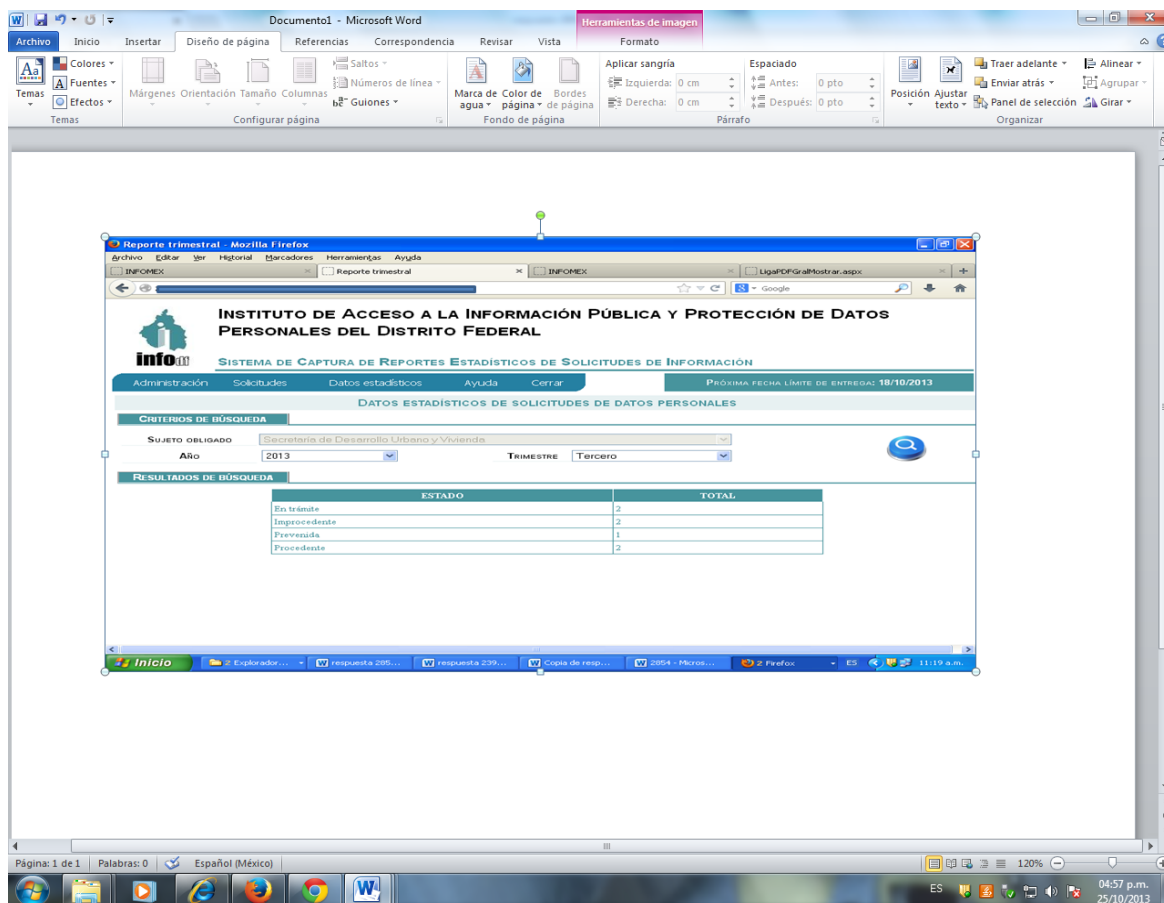 Documento1 - Microsoft Word
Herramientas de imagen
Archivo Inicio Insertar Diseño de página Referencias Correspondencia Revisar Vista Formato
Colores Saltos Aplicar sangría Espaciado Traer adelante Alinear
Fuentes Números de línea Izquierda: 0 cm Antes: 0 pto Enviar atrás Agrupar
Temas Efectos Márgenes Orientación Tamaño Columnas Guiones Marca de agua Color de página Bordes de página Derecha: 0 cm Después: 0 pto Posición Ajustar texto Panel de selección Girar
Temas Configurar página Fondo de página Párrafo Organizar
Reporte trimestral - Mozilla Firefox
Archivo Editar Ver Historial Marcadores Herramientas Ayuda
INFOMEX Reporte trimestral INFOMEX LigaPDFGralMostrar.aspx
Google
INSTITUTO DE ACCESO A LA INFORMACIÓN PÚBLICA Y PROTECCIÓN DE DATOS
PERSONALES DEL DISTRITO FEDERAL
infodf
SISTEMA DE CAPTURA DE REPORTES ESTADÍSTICOS DE SOLICITUDES DE INFORMACIÓN
Administración Solicitudes Datos estadísticos Ayuda Cerrar PRÓXIMA FECHA LÍMITE DE ENTREGA: 18/10/2013
DATOS ESTADÍSTICOS DE SOLICITUDES DE DATOS PERSONALES
CRITERIOS DE BÚSQUEDA
SUJETO OBLIGADO Secretaría de Desarrollo Urbano y Vivienda
AÑO 2013 TRIMESTRE Tercero
RESULTADOS DE BÚSQUEDA
ESTADO TOTAL
En trámite 2
Improcedente 2
Prevenida 1
Procedente 2
Inicio 2 Explorador... respuesta 285... respuesta 239... Copia de resp... 2854 - Micros... 2 Firefox ES 11:19 a.m.
Página: 1 de 1 Palabras: 0 Español (México) 120%
ES 04:57 p.m.
25/10/2013